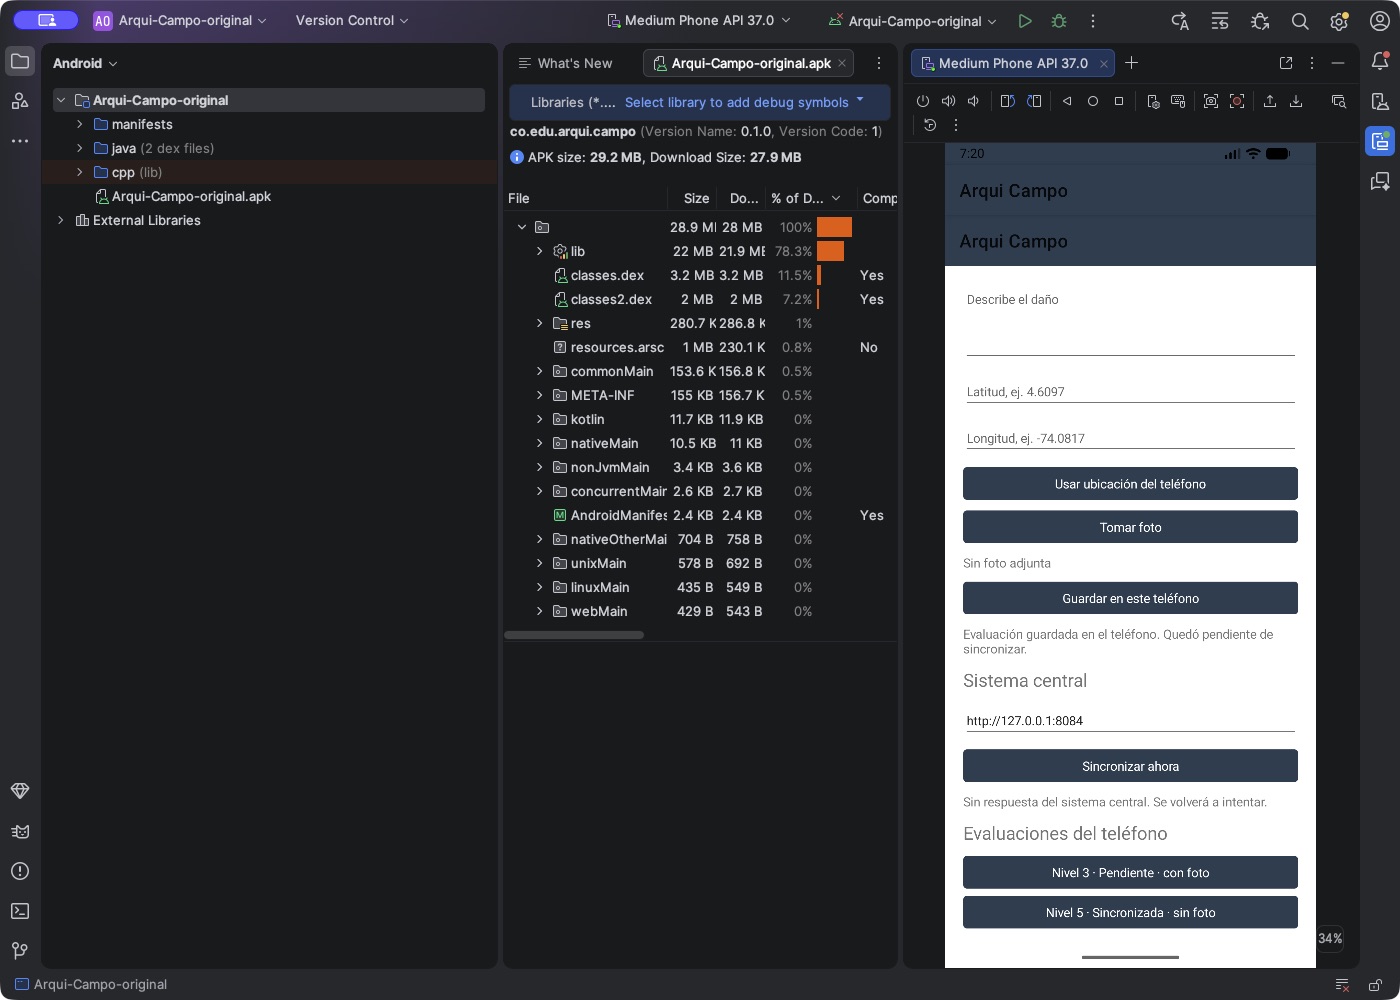 AO Arqui-Campo-original Version Control Medium Phone API 37.0 Arqui-Campo-original
Android
Arqui-Campo-original
manifests
java (2 dex files)
cpp (lib)
Arqui-Campo-original.apk
External Libraries
What's New Arqui-Campo-original.apk
Libraries (*.... Select library to add debug symbols
co.edu.arqui.campo (Version Name: 0.1.0, Version Code: 1)
APK size: 29.2 MB, Download Size: 27.9 MB
File Size Do... % of D... Comp
28.9 MI 28 MB 100%
lib 22 MB 21.9 ME 78.3%
classes.dex 3.2 MB 3.2 MB 11.5% Yes
classes2.dex 2 MB 2 MB 7.2% Yes
res 280.7 K 286.8 K 1%
resources.arsc 1 MB 230.1 K 0.8% No
commonMain 153.6 K 156.8 K 0.5%
META-INF 155 KB 156.7 K 0.5%
kotlin 11.7 KB 11.9 KB 0%
nativeMain 10.5 KB 11 KB 0%
nonJvmMain 3.4 KB 3.6 KB 0%
concurrentMair 2.6 KB 2.7 KB 0%
AndroidManifes 2.4 KB 2.4 KB 0% Yes
nativeOtherMai 704 B 758 B 0%
unixMain 578 B 692 B 0%
linuxMain 435 B 549 B 0%
webMain 429 B 543 B 0%
Medium Phone API 37.0
7:20
Arqui Campo
Arqui Campo
Describe el daño
Latitud, ej. 4.6097
Longitud, ej. -74.0817
Usar ubicación del teléfono
Tomar foto
Sin foto adjunta
Guardar en este teléfono
Evaluación guardada en el teléfono. Quedó pendiente de
sincronizar.
Sistema central
http://127.0.0.1:8084
Sincronizar ahora
Sin respuesta del sistema central. Se volverá a intentar.
Evaluaciones del teléfono
Nivel 3 · Pendiente · con foto
Nivel 5 · Sincronizada · sin foto
34%
Arqui-Campo-original